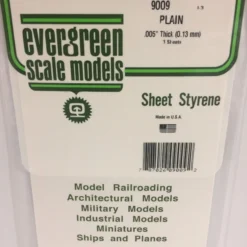 9009
PLAIN
.005" Thick (0.13 mm)
evergreen
scale models
Sheet Styrene
Made in U.S.A.
Model Railroading
Architectural Models
Military Models
Industrial Models
Miniatures
Ships and Planes